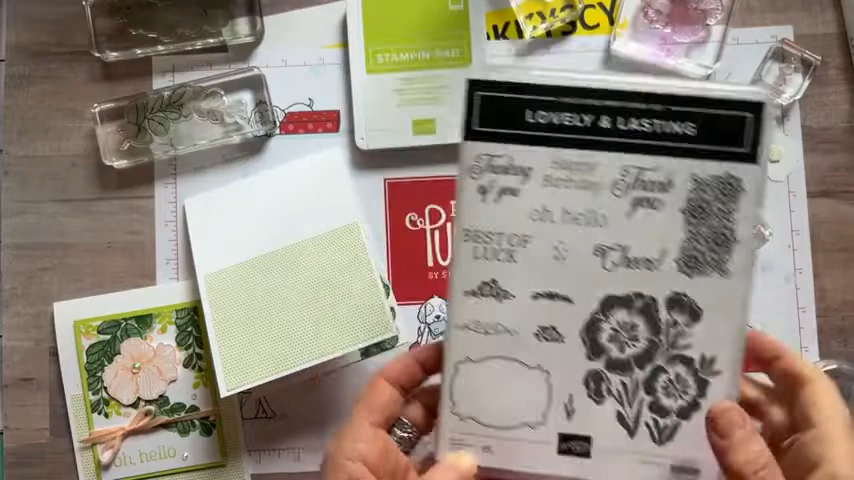 KYSCY
STAMPIN' UP!
LOVELY & LASTING
Thinking
of you
Happy
Birthday
Thank
you
oh, hello
BEST OF
LUCK
Cheers!
oh, hello